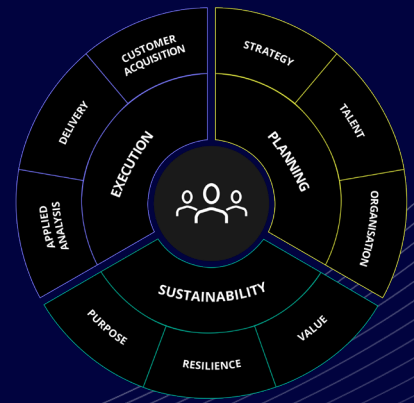 CUSTOMER
ACQUISITION
STRATEGY
DELIVERY
TALENT
EXECUTION
PLANNING
APPLIED
ANALYSIS
ORGANISATION
SUSTAINABILITY
PURPOSE
VALUE
RESILIENCE